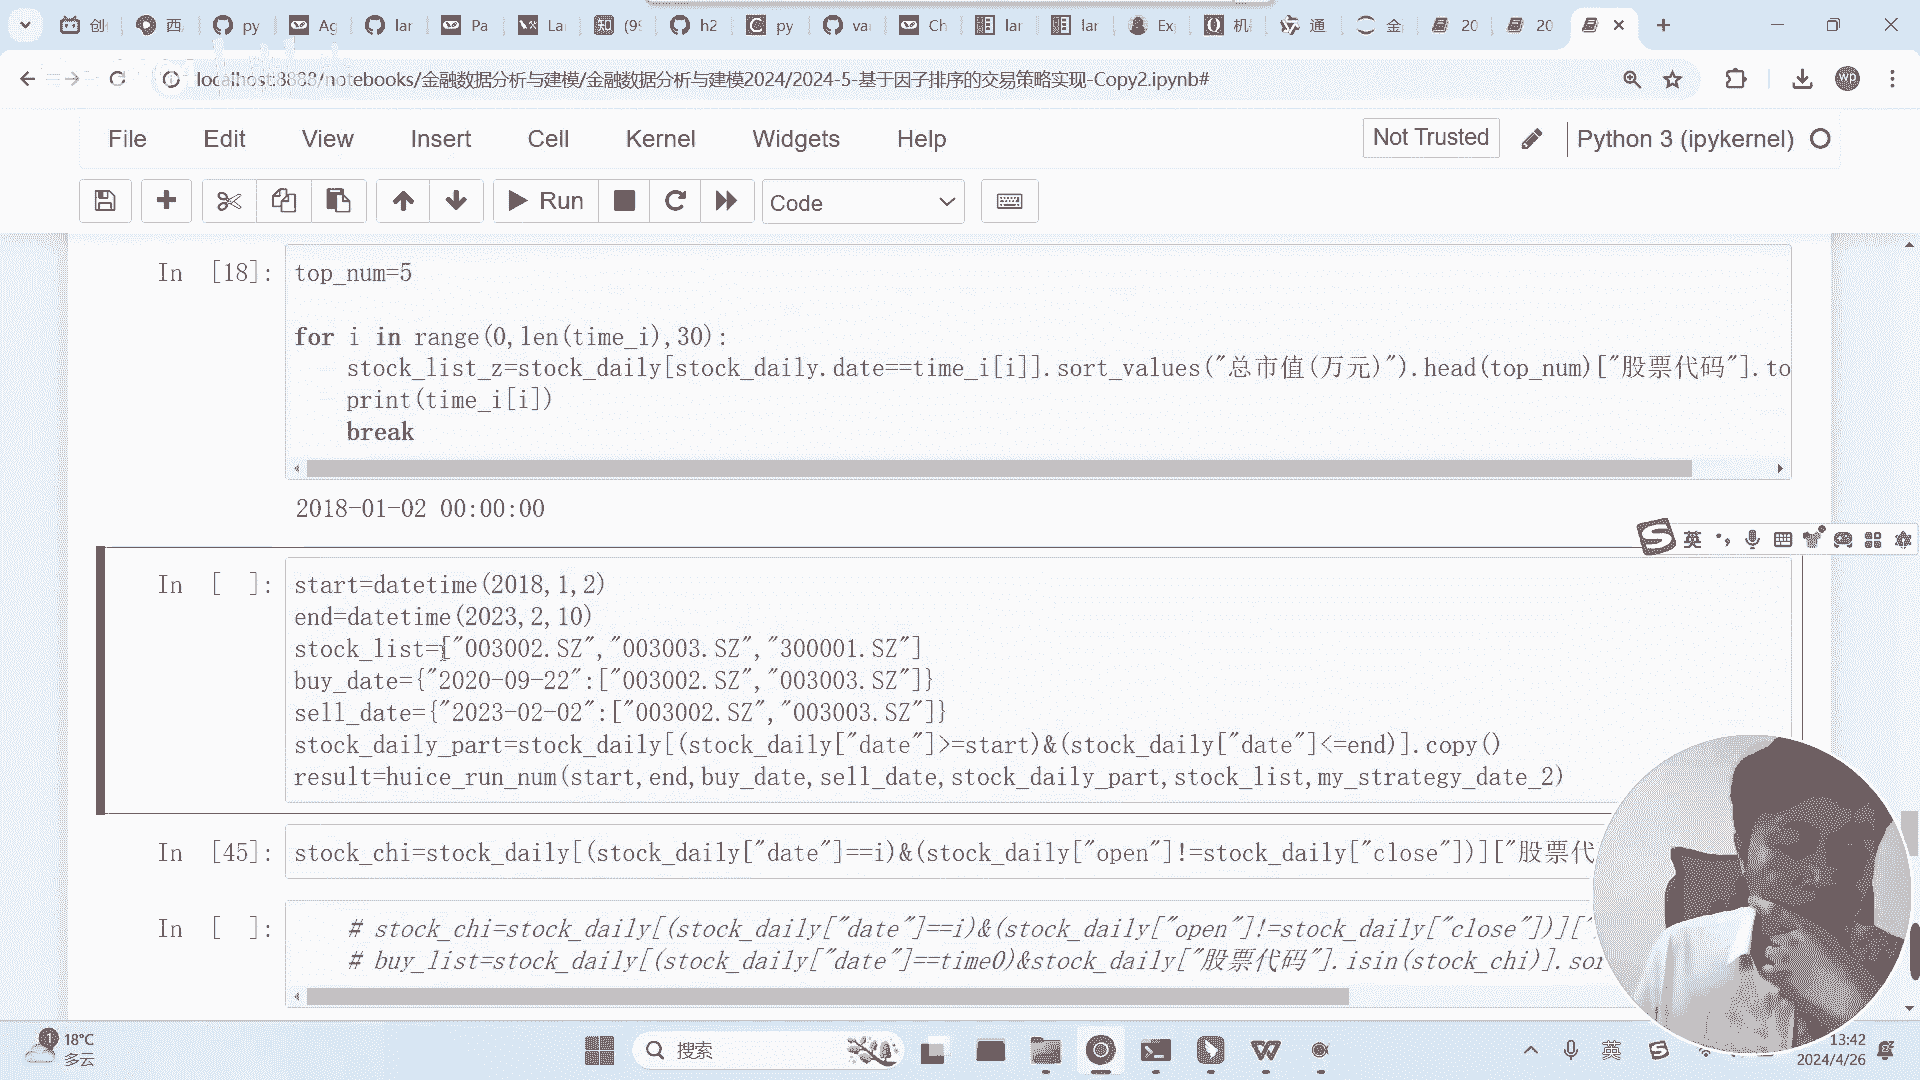 创 西 py Ag lar Pa La (9 h2 py va Ch lar lar Ex 机 通 金 20 20
localhost:8888/notebooks/金融数据分析与建模/金融数据分析与建模2024/2024-5-基于因子排序的交易策略实现-Copy2.ipynb#
wp
File Edit View Insert Cell Kernel Widgets Help Not Trusted Python 3 (ipykernel)
Run Code
In [18]: top_num=5
for i in range(0,len(time_i),30):
stock_list_z=stock_daily[stock_daily.date==time_i[i]].sort_values("总市值(万元)").head(top_num)["股票代码"].to
print(time_i[i])
break
2018-01-02 00:00:00
英
In [ ]: start=datetime(2018,1,2)
end=datetime(2023,2,10)
stock_list=["003002.SZ","003003.SZ","300001.SZ"]
buy_date={"2020-09-22":["003002.SZ","003003.SZ"]}
sell_date={"2023-02-02":["003002.SZ","003003.SZ"]}
stock_daily_part=stock_daily[(stock_daily["date"]>=start)&(stock_daily["date"]<=end)].copy()
result=huice_run_num(start,end,buy_date,sell_date,stock_daily_part,stock_list,my_strategy_date_2)
In [45]: stock_chi=stock_daily[(stock_daily["date"]==i)&(stock_daily["open"]!=stock_daily["close"])]["股票代
In [ ]: # stock_chi=stock_daily[(stock_daily["date"]==i)&(stock_daily["open"]!=stock_daily["close"])]["
# buy_list=stock_daily[(stock_daily["date"]==time0)&stock_daily["股票代码"].isin(stock_chi)].sor
1 18°C
多云
搜索
英
13:42
2024/4/26